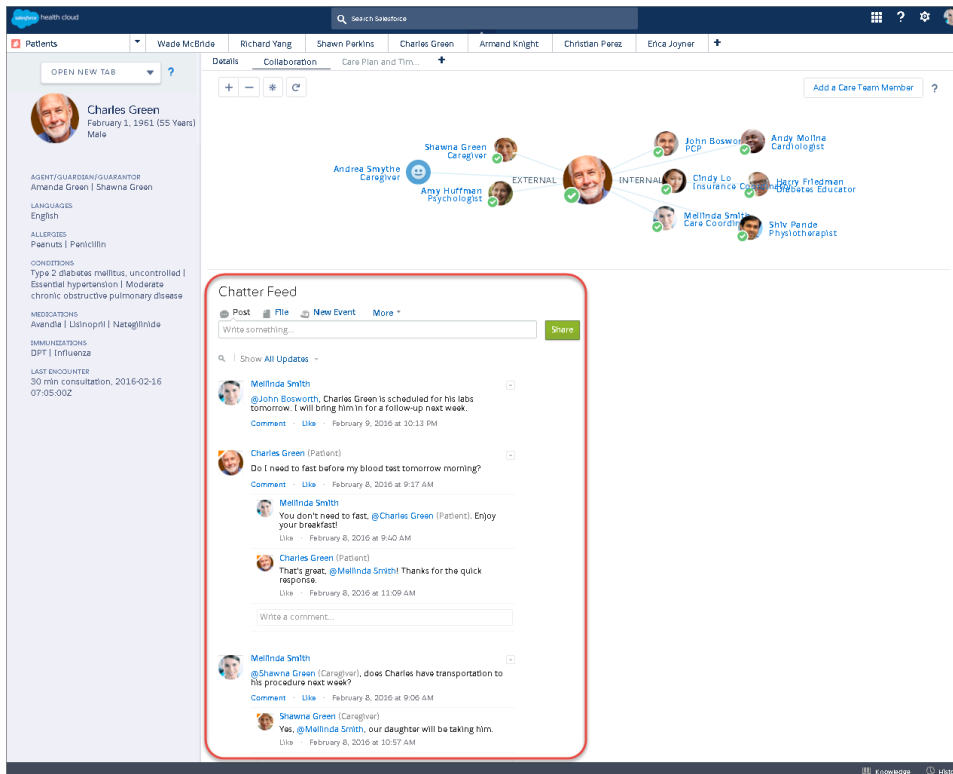 salesforce health cloud
Search Salesforce
?
Patients
Wade McBride
Richard Yang
Shawn Perkins
Charles Green
Armand Knight
Christian Perez
Erica Joyner
+
OPEN NEW TAB
?
Charles Green
February 1, 1961 (55 Years)
Male
AGENT/GUARDIAN/GUARANTOR
Amanda Green | Shawna Green
LANGUAGES
English
ALLERGIES
Peanuts | Penicillin
CONDITIONS
Type 2 diabetes mellitus, uncontrolled |
Essential hypertension | Moderate
chronic obstructive pulmonary disease
MEDICATIONS
Avandia | Lisinopril | Nateglinide
IMMUNIZATIONS
DPT | Influenza
LAST ENCOUNTER
30 min consultation, 2016-02-16
07:05:00Z
Details
Collaboration
Care Plan and Tim...
+
Add a Care Team Member
?
Shawna Green
Caregiver
Andrea Smythe
Caregiver
Amy Huffman
Psychologist
EXTERNAL
INTERNAL
John Boswor
PCP
Andy Molina
Cardiologist
Cindy Lo
Insurance
Harry Friedman
Diabetes Educator
Mellinda Smith
Care Coordin
Shiv Pande
Physiotherapist
Chatter Feed
Post
File
New Event
More
Write something...
Share
Show All Updates
Mellinda Smith
@John Bosworth, Charles Green is scheduled for his labs
tomorrow. I will bring him in for a follow-up next week.
Comment · Like · February 9, 2016 at 10:13 PM
Charles Green (Patient)
Do I need to fast before my blood test tomorrow morning?
Comment · Like · February 8, 2016 at 9:17 AM
Mellinda Smith
You don't need to fast, @Charles Green (Patient). Enjoy
your breakfast!
Like · February 8, 2016 at 9:40 AM
Charles Green (Patient)
That's great, @Mellinda Smith! Thanks for the quick
response.
Like · February 8, 2016 at 11:09 AM
Write a comment...
Mellinda Smith
@Shawna Green (Caregiver), does Charles have transportation to
his procedure next week?
Comment · Like · February 8, 2016 at 9:06 AM
Shawna Green (Caregiver)
Yes, @Mellinda Smith, our daughter will be taking him.
Like · February 8, 2016 at 10:57 AM
Knowledge
Histo